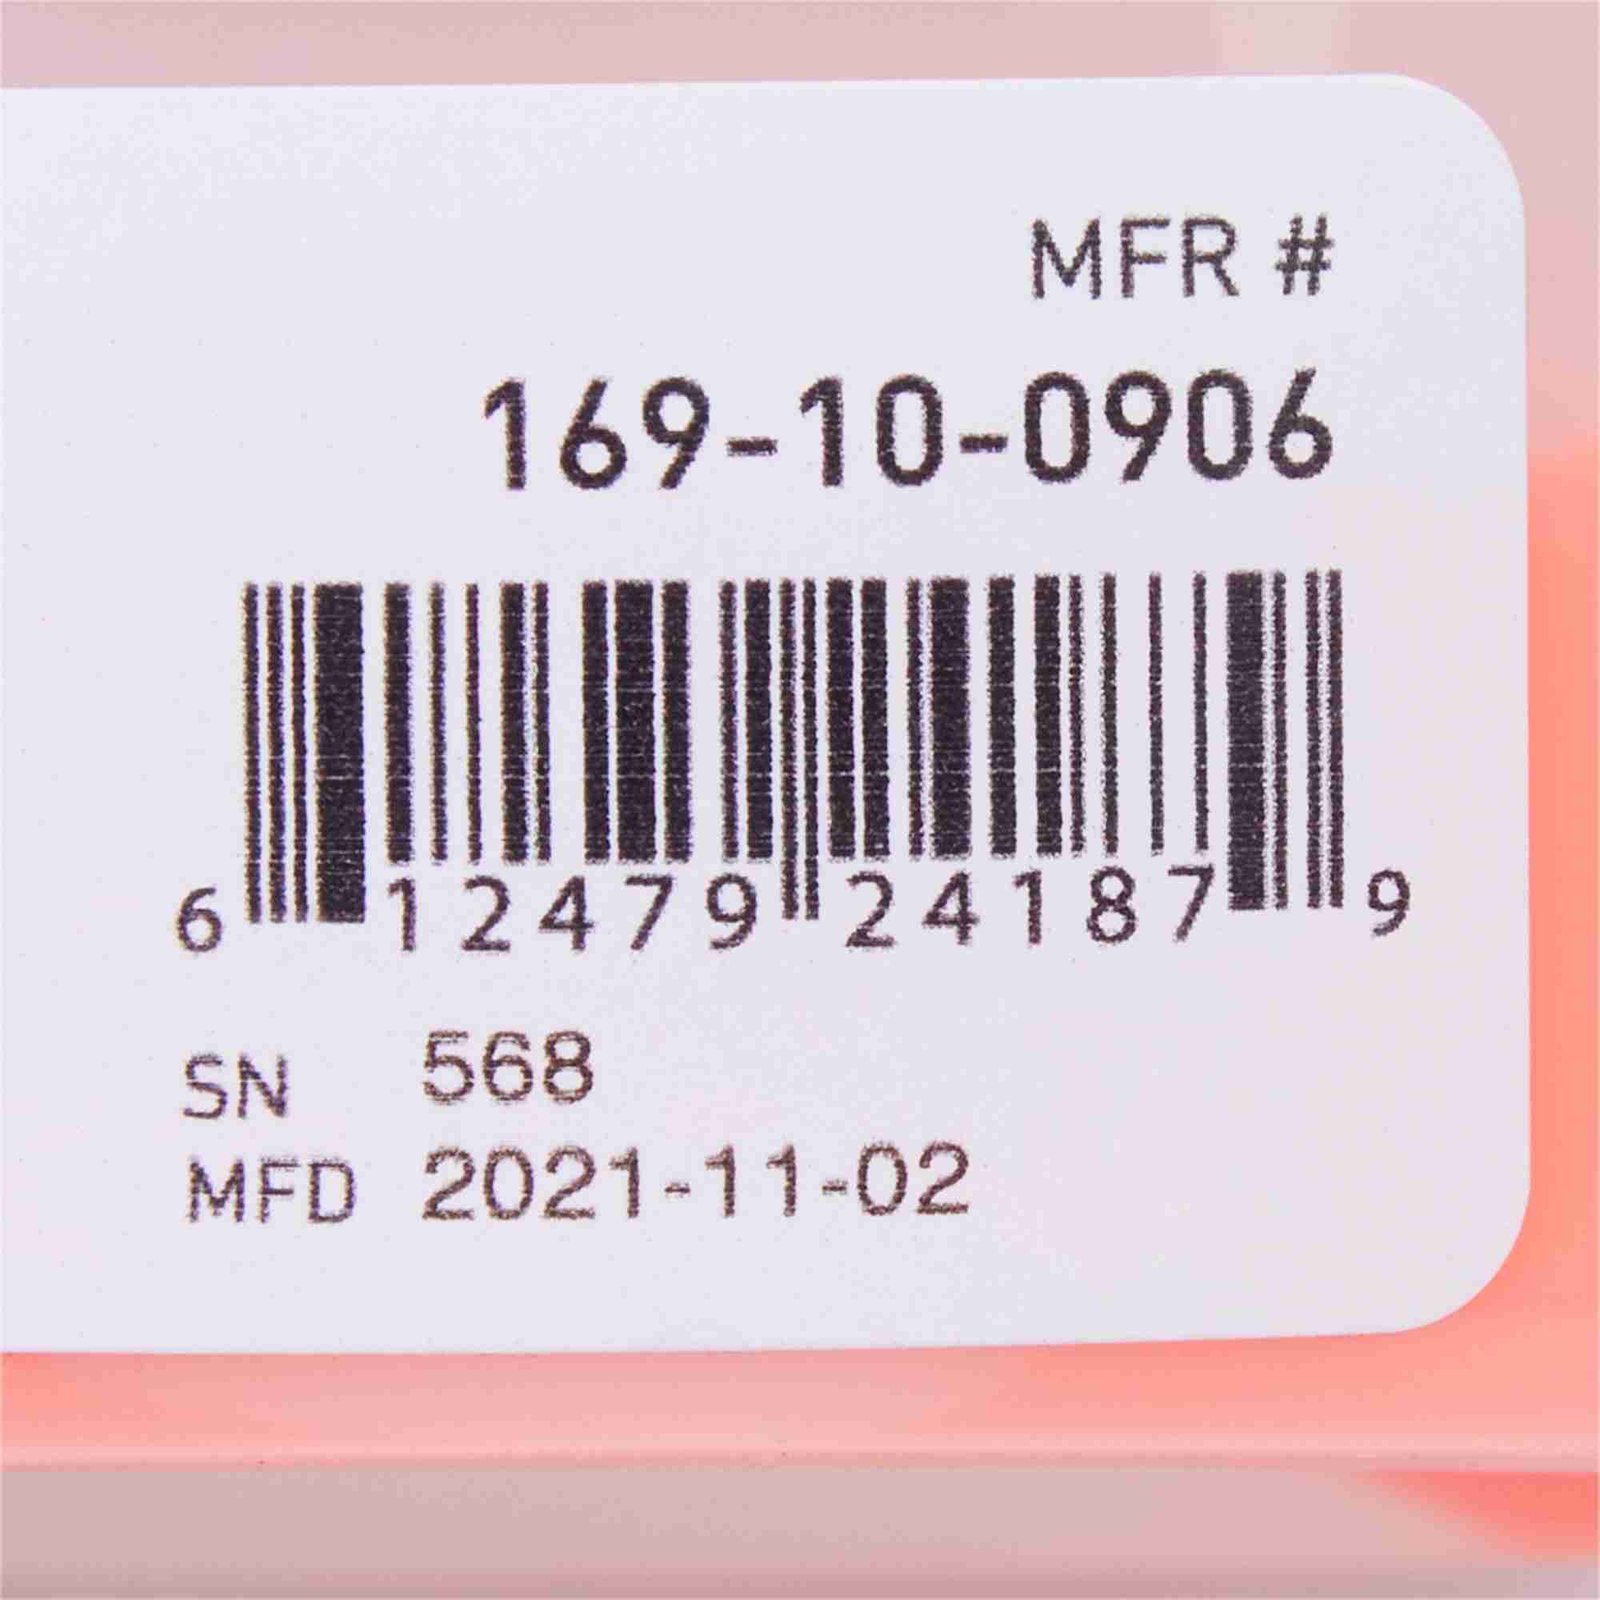 MFR #
169-10-0906
6 12479 24187 9
SN 568
MFD 2021-11-02